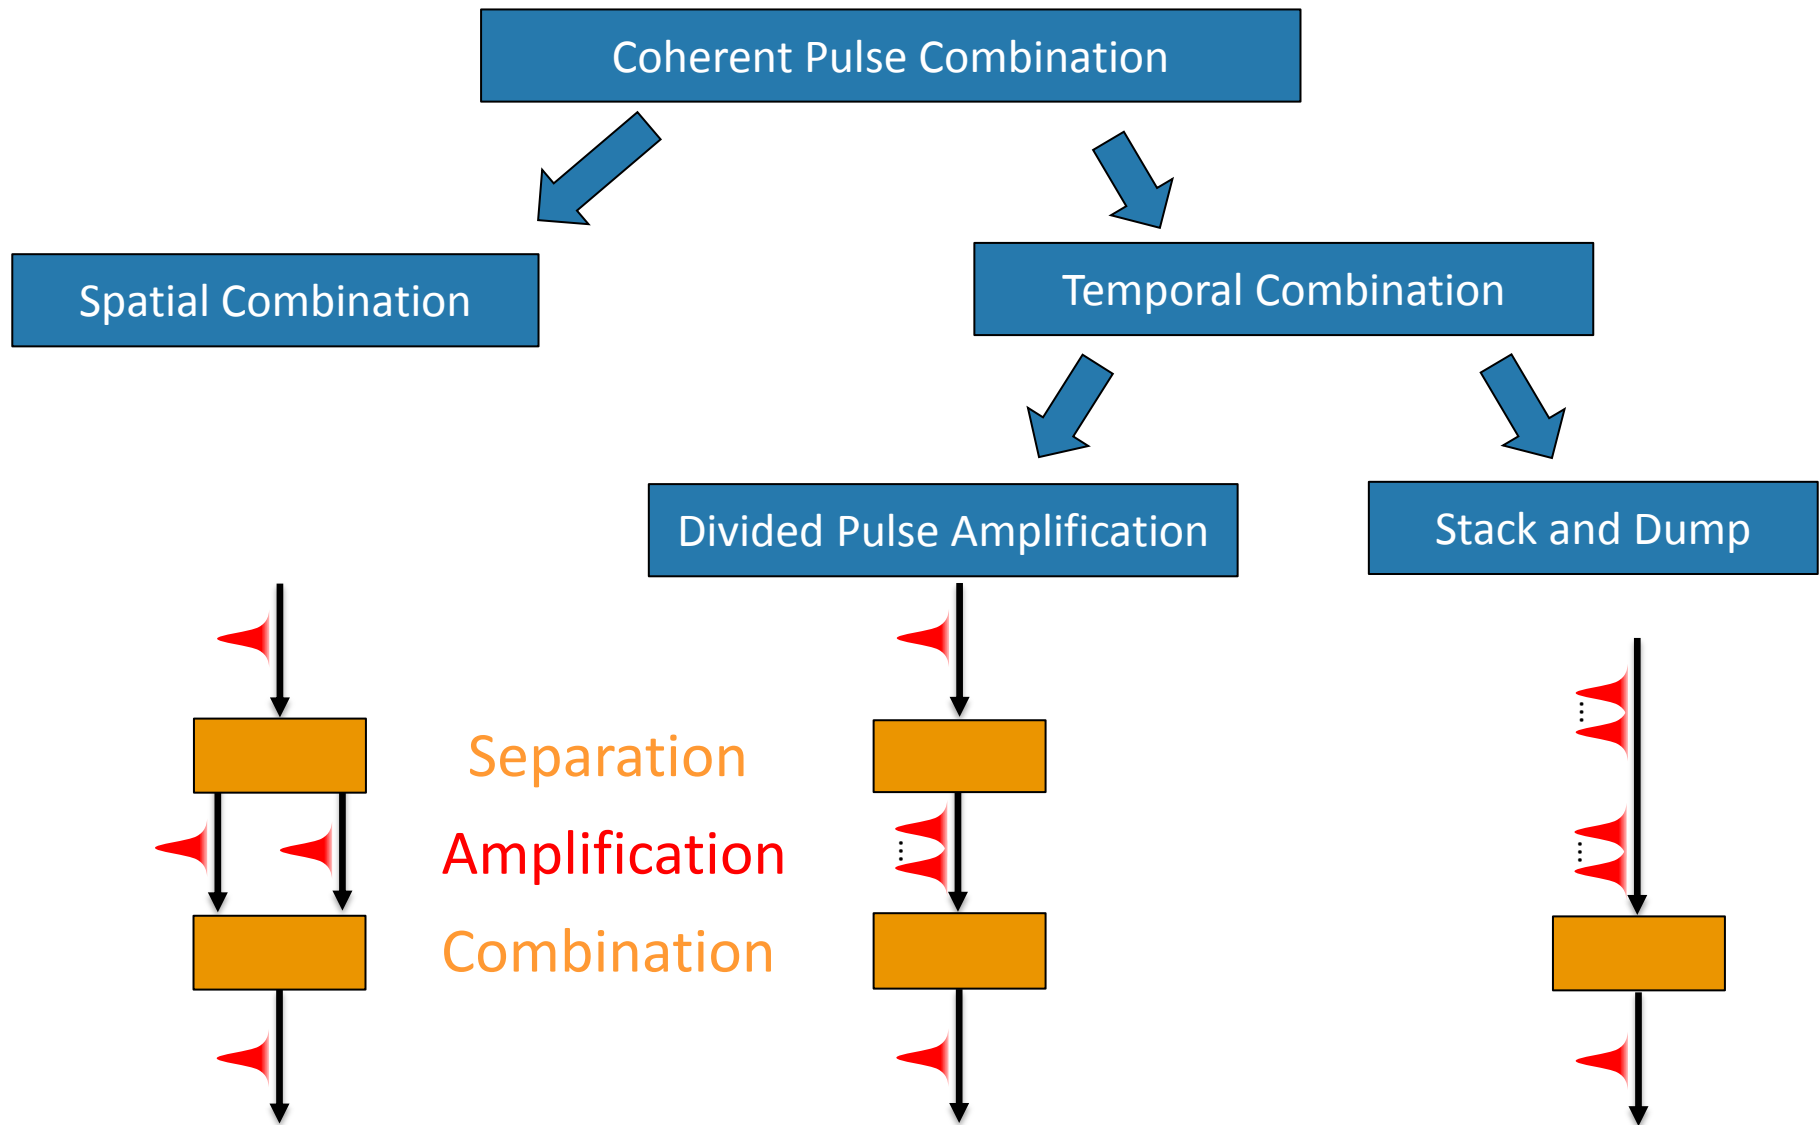 Coherent Pulse Combination
Spatial Combination
Temporal Combination
Divided Pulse Amplification
Stack and Dump
Separation
Amplification
Combination